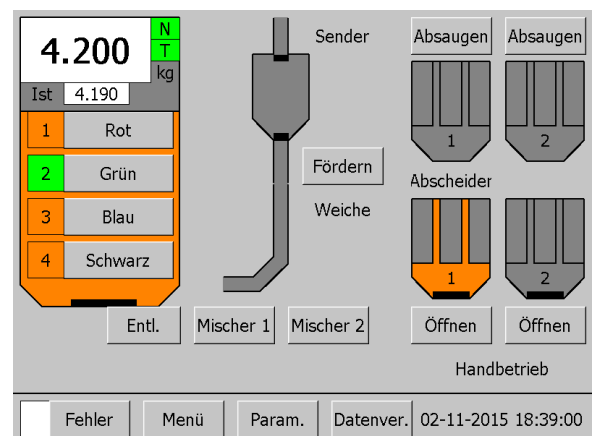 4.200
N
T
kg
Ist 4.190
1 Rot
2 Grün
3 Blau
4 Schwarz
Entl.
Sender
Fördern
Weiche
Mischer 1 Mischer 2
Absaugen Absaugen
1 2
Abscheider
1 2
Öffnen Öffnen
Handbetrieb
Fehler Menü Param. Datenver. 02-11-2015 18:39:00